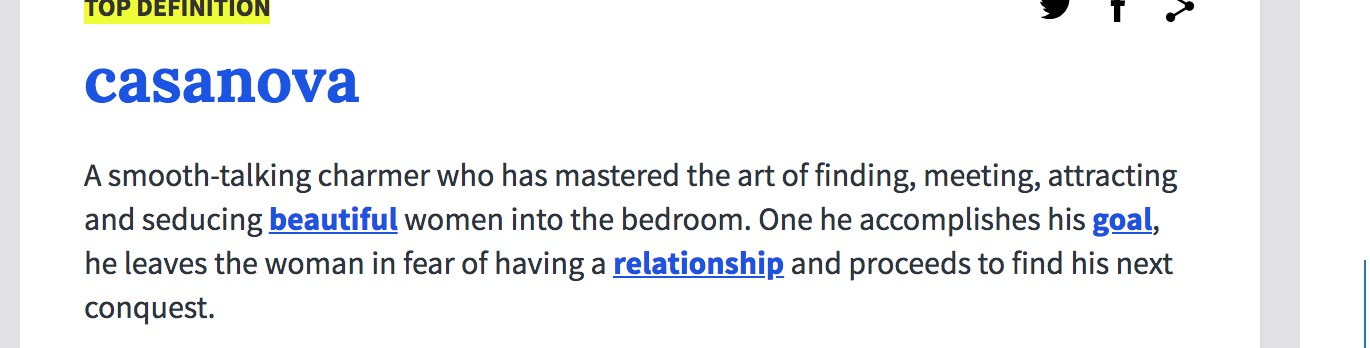 TOP DEFINITION
casanova
A smooth-talking charmer who has mastered the art of finding, meeting, attracting
and seducing beautiful women into the bedroom. One he accomplishes his goal,
he leaves the woman in fear of having a relationship and proceeds to find his next
conquest.